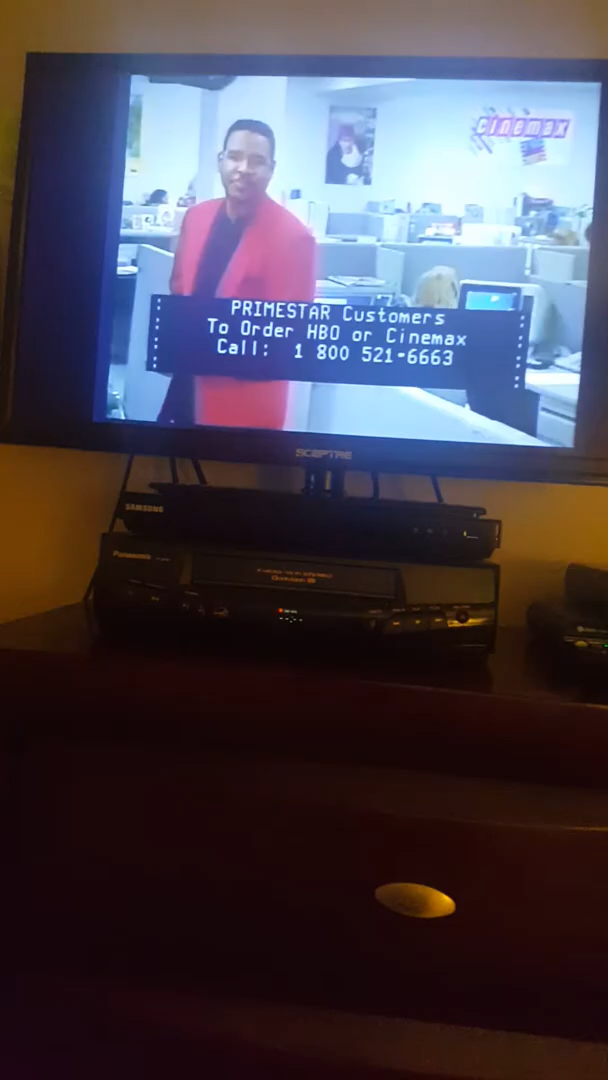 cinemax
PRIMESTAR Customers
To Order HBO or Cinemax
Call: 1 800 521-6663
SCEPTRE
SAMSUNG
Panasonic